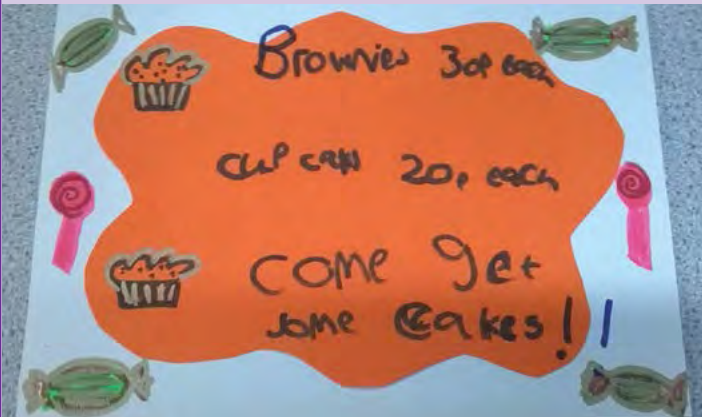 Brownies 30p each
Cup cakes 20p each
come get
some Cakes!!